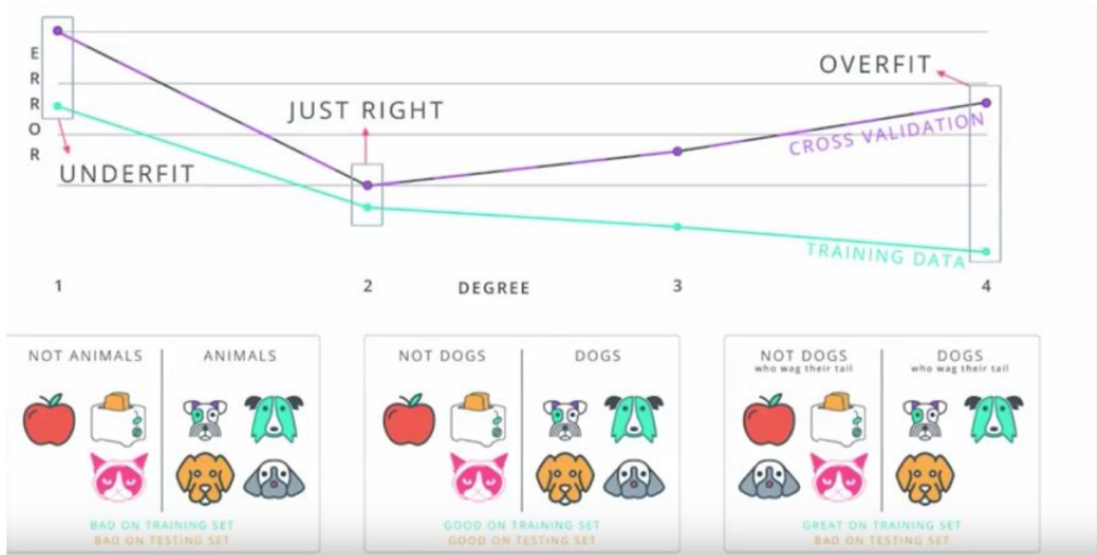 ERROR
OVERFIT
JUST RIGHT
CROSS VALIDATION
UNDERFIT
TRAINING DATA
1 2 DEGREE 3 4
NOT ANIMALS ANIMALS
BAD ON TRAINING SET
BAD ON TESTING SET
NOT DOGS DOGS
GOOD ON TRAINING SET
GOOD ON TESTING SET
NOT DOGS DOGS
who wag their tail who wag their tail
GREAT ON TRAINING SET
BAD ON TESTING SET